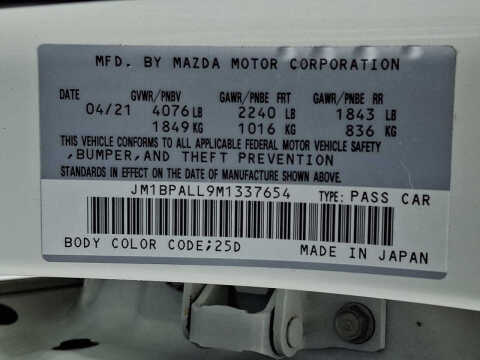 MFD. BY MAZDA MOTOR CORPORATION
DATE GVWR/PNBV GAWR/PNBE FRT GAWR/PNBE RR
04/21 4076 LB 2240 LB 1843 LB
1849 KG 1016 KG 836 KG
THIS VEHICLE CONFORMS TO ALL APPLICABLE FEDERAL MOTOR VEHICLE SAFETY
,BUMPER,AND THEFT PREVENTION
STANDARDS IN EFFECT ON THE DATE OF MANUFACTURE SHOWN ABOVE.
JM1BPALL9M1337654 TYPE: PASS CAR
BODY COLOR CODE;25D MADE IN JAPAN